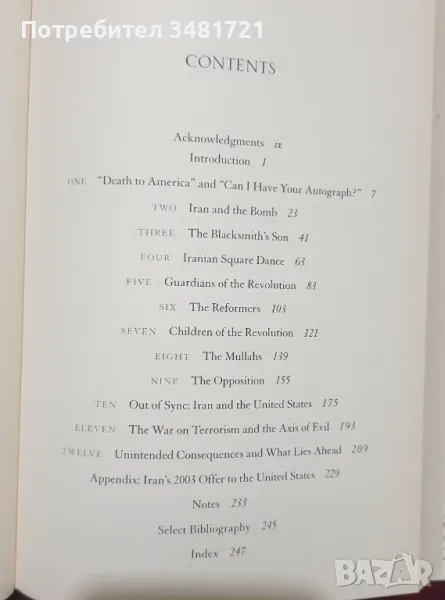 Потребител 3481721
CONTENTS
Acknowledgments ix
Introduction 1
ONE "Death to America" and "Can I Have Your Autograph?" 7
TWO Iran and the Bomb 23
THREE The Blacksmith's Son 41
FOUR Iranian Square Dance 63
FIVE Guardians of the Revolution 83
SIX The Reformers 103
SEVEN Children of the Revolution 121
EIGHT The Mullahs 139
NINE The Opposition 155
TEN Out of Sync: Iran and the United States 175
ELEVEN The War on Terrorism and the Axis of Evil 193
TWELVE Unintended Consequences and What Lies Ahead 209
Appendix: Iran's 2003 Offer to the United States 229
Notes 233
Select Bibliography 245
Index 247
BAZAR